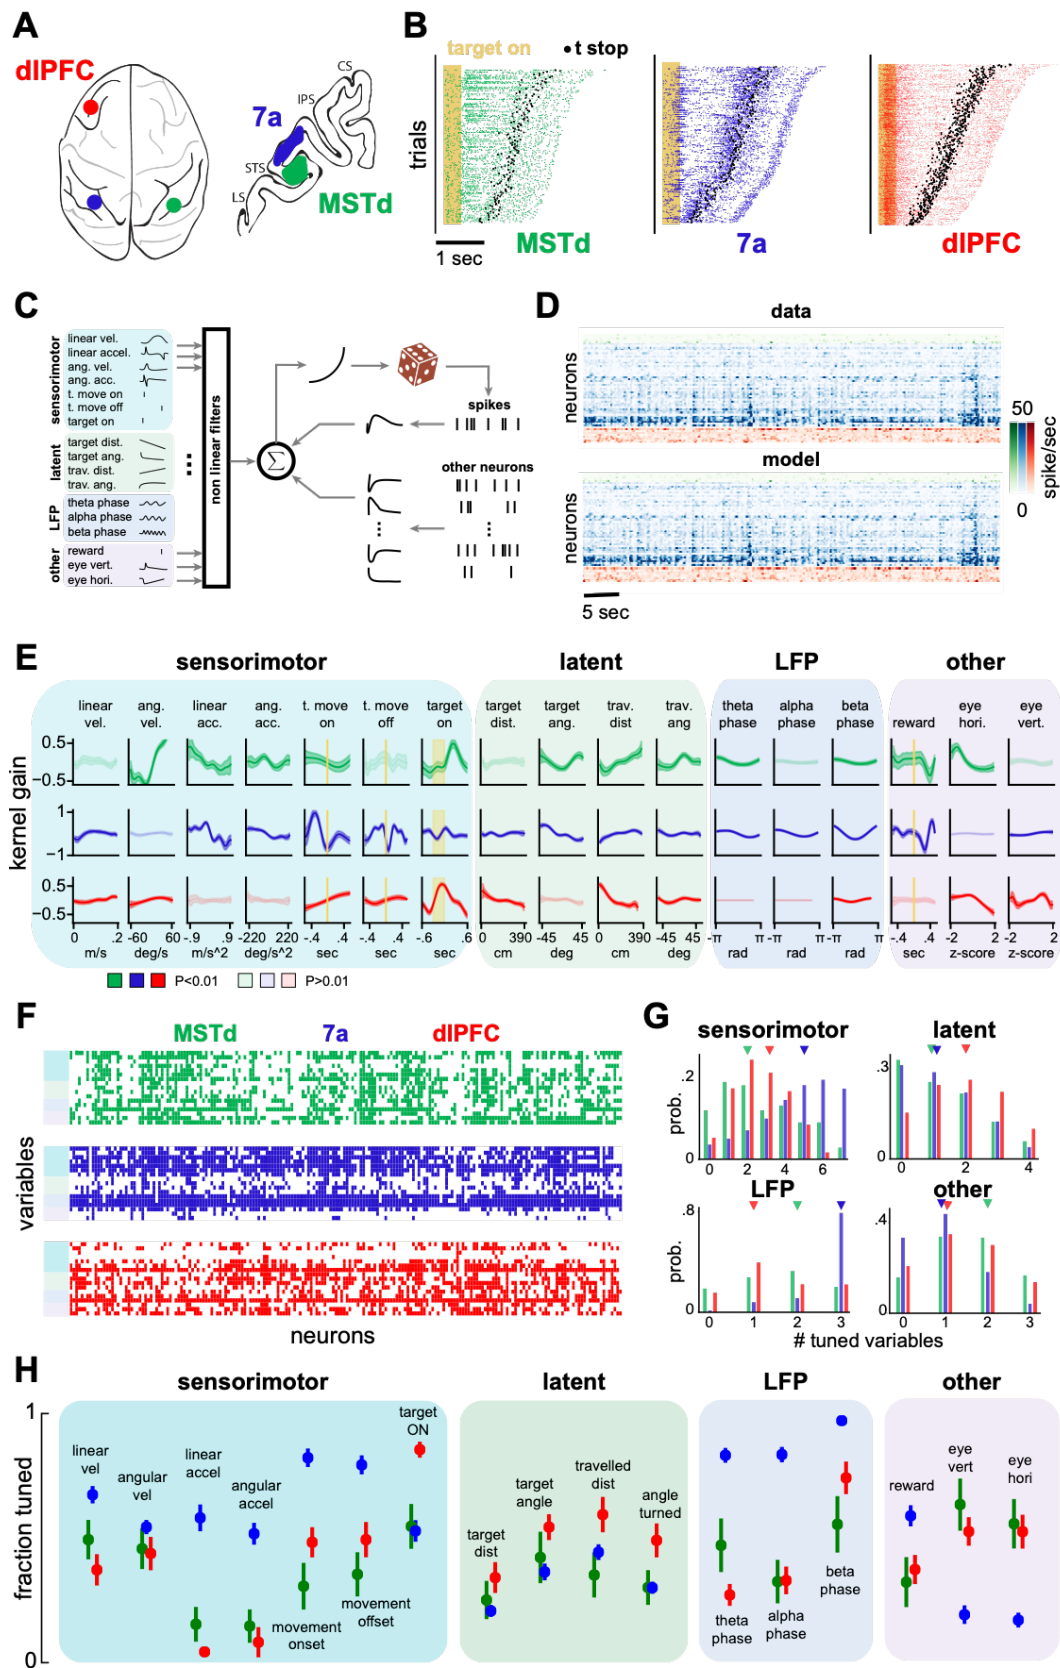 A
dlPFC
7a
CS
IPS
STS
LS
MSTd
B
target on
t stop
trials
1 sec
MSTd
7a
dlPFC
C
sensorimotor
linear vel.
linear accel.
ang. vel.
ang. acc.
t. move on
t. move off
target on
latent
target dist.
target ang.
trav. dist.
trav. ang.
LFP
theta phase
alpha phase
beta phase
other
reward
eye vert.
eye hori.
non linear filters
Σ
spikes
other neurons
D
data
neurons
model
neurons
50
0
spike/sec
5 sec
E
sensorimotor
latent
LFP
other
linear vel.
ang. vel.
linear acc.
ang. acc.
t. move on
t. move off
target on
target dist.
target ang.
trav. dist
trav. ang
theta phase
alpha phase
beta phase
reward
eye hori.
eye vert.
kernel gain
0.5
−0.5
1
−1
0.5
−0.5
0 .2
m/s
-60 60
deg/s
-.9 .9
m/s^2
-220 220
deg/s^2
-.4 .4
sec
-.4 .4
sec
-.6 .6
sec
0 390
cm
-45 45
deg
0 390
cm
-45 45
deg
-π π
rad
-π π
rad
-π π
rad
-.4 .4
sec
-2 2
z-score
-2 2
z-score
P<0.01
P>0.01
F
MSTd
7a
dlPFC
variables
neurons
G
sensorimotor
latent
.2
prob.
0
0 2 4 6
.3
0
0 2 4
LFP
other
.8
prob.
0
0 1 2 3
.4
0
0 1 2 3
# tuned variables
H
sensorimotor
latent
LFP
other
1
fraction tuned
0
linear vel
angular vel
linear accel
angular accel
movement onset
movement offset
target ON
target dist
target angle
travelled dist
angle turned
theta phase
alpha phase
beta phase
reward
eye vert
eye hori